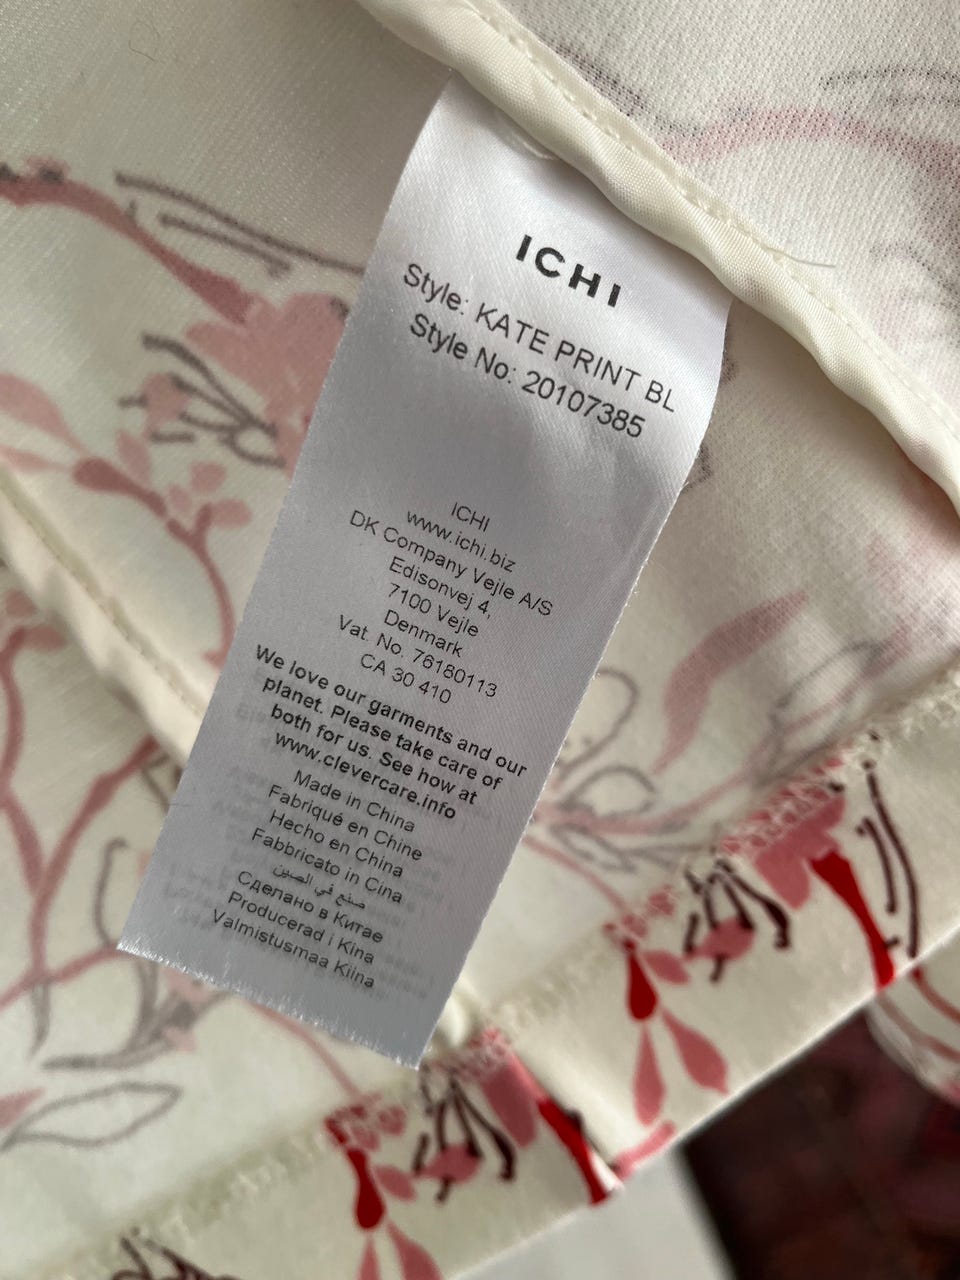 ICHI
Style: KATE PRINT BL
Style No: 20107385
ICHI
www.ichi.biz
DK Company Vejle A/S
Edisonvej 4,
7100 Vejle
Denmark
Vat. No. 76180113
CA 30 410
We love our garments and our
planet. Please take care of
both for us. See how at
www.clevercare.info
Made in China
Fabriqué en Chine
Hecho en China
Fabbricato in Cina
صنع في الصين
Сделано в Китае
Producerad i Kina
Valmistusmaa Kiina